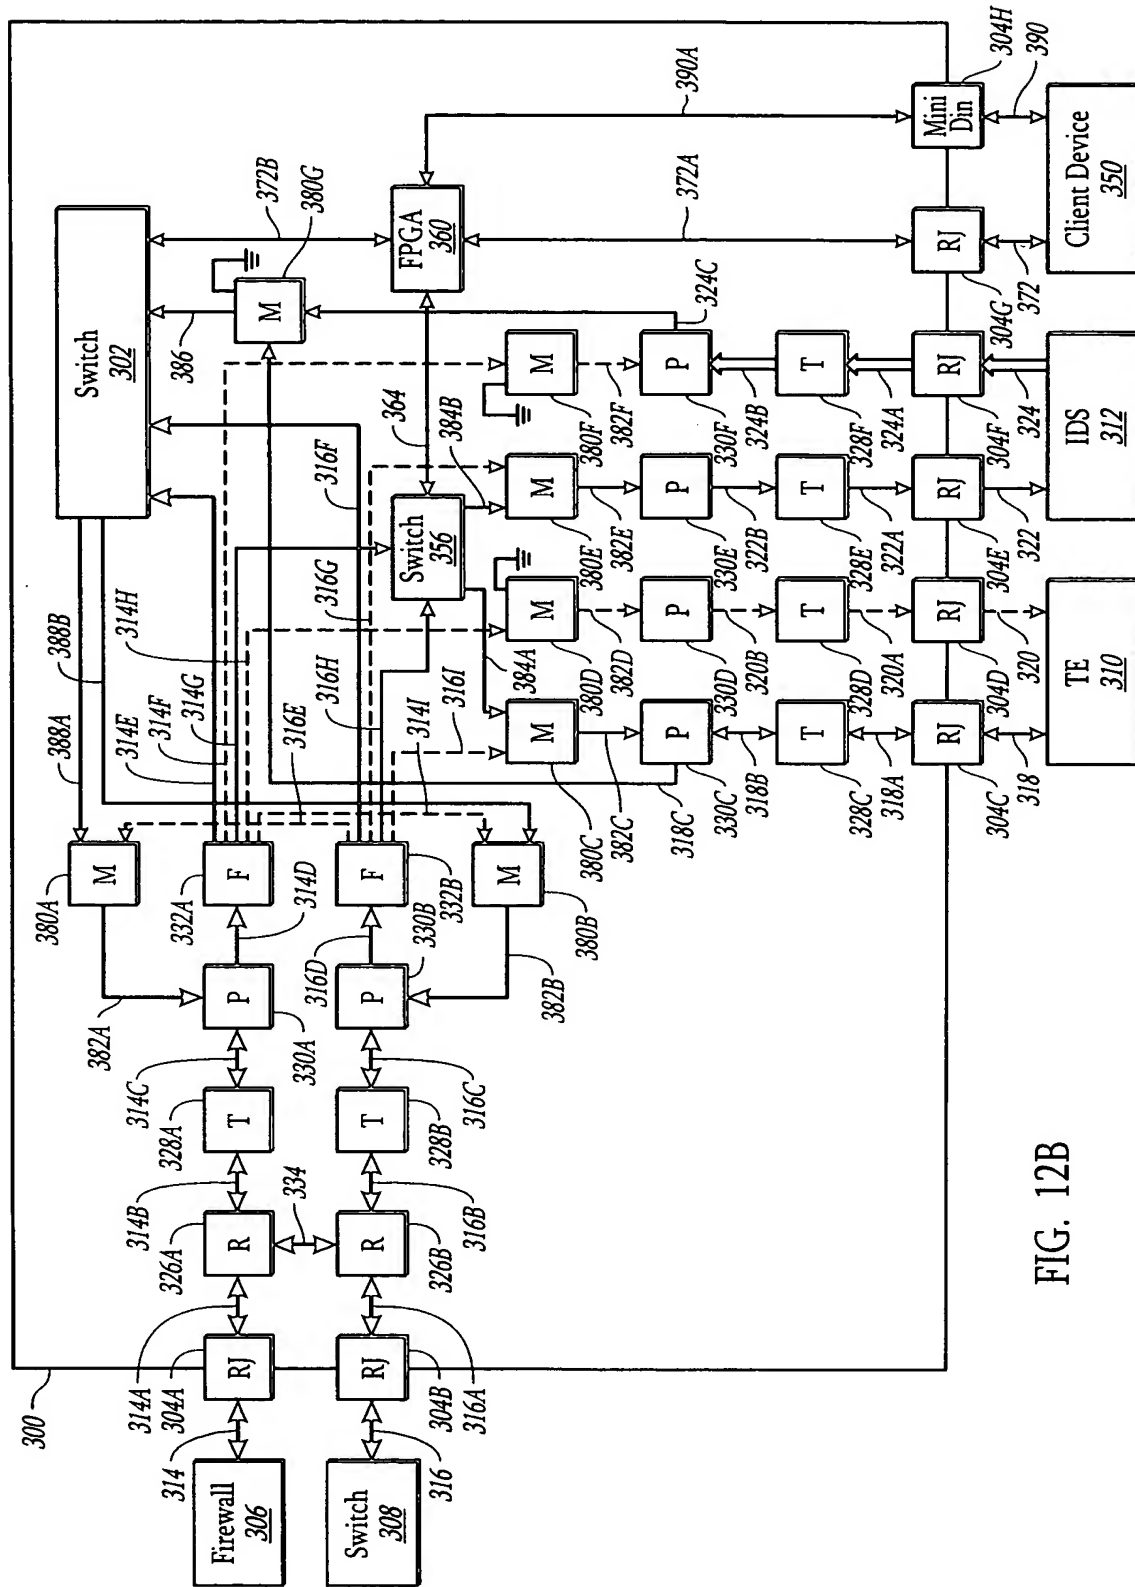 300
388A
388B
314E
314F
314G
314H
316E
316H
314I
316I
316G
316F
364
384B
384A
Switch
302
386
372B
380G
M
FPGA
360
390A
372A
324C
Switch
356
380A
M
382A
332A
F
314D
P
330A
314C
328A
T
314B
326A
R
334
314A
304A
RJ
314
Firewall
306
316D
F
332B
P
330B
M
380B
382B
316C
T
328B
316B
R
326B
316A
RJ
304B
316
Switch
308
M
380C
382C
318C
P
330C
318B
T
328C
318A
RJ
304C
318
M
380D
382D
P
330D
320B
T
328D
320A
RJ
304D
320
TE
310
M
380E
382E
P
330E
322B
T
328E
322A
RJ
304E
322
M
380F
382F
P
330F
324B
T
328F
324A
RJ
304F
324
IDS
312
RJ
304G
372
Mini
Din
304H
390
Client Device
350
FIG. 12B